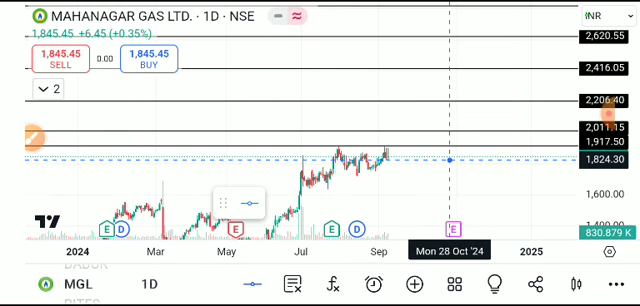 MAHANAGAR GAS LTD. · 1D · NSE
INR
1,845.45 +6.45 (+0.35%)
2,620.55
1,845.45
SELL
0.00
1,845.45
BUY
2,416.05
2
2,206.40
2,011.15
1,917.50
1,824.30
1,600.00
1,400.00
830.879 K
E
D
E
E
D
E
2024
Mar
May
Jul
Sep
Mon 28 Oct '24
2025
DABUR
MGL
1D
RITES